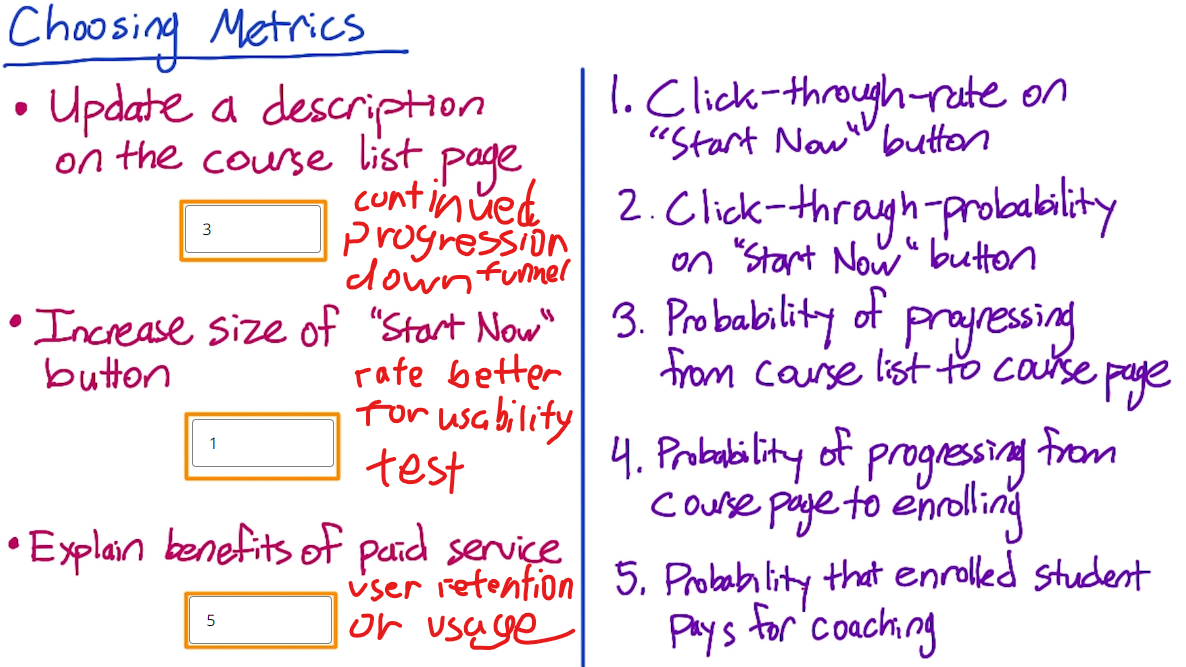 Choosing Metrics
• Update a description
on the course list page
3
continued
progression
down funnel
• Increase size of "Start Now"
button
rate better
for usability
test
1
• Explain benefits of paid service
user retention
or usage
5
1. Click-through-rate on
"Start Now" button
2. Click-through-probability
on "Start Now" button
3. Probability of progressing
from course list to course page
4. Probability of progressing from
course page to enrolling
5. Probability that enrolled student
pays for coaching